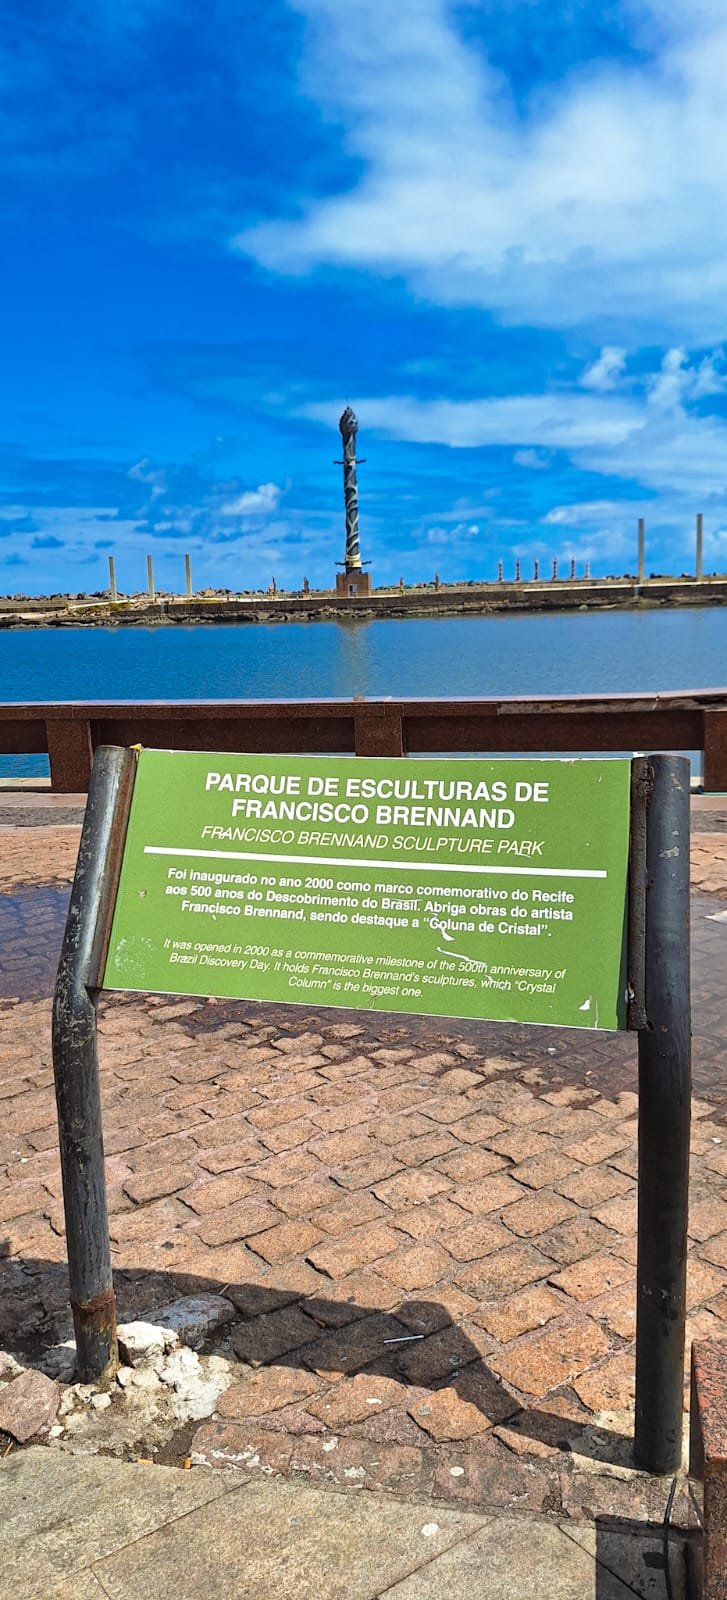 PARQUE DE ESCULTURAS DE
FRANCISCO BRENNAND
FRANCISCO BRENNAND SCULPTURE PARK
Foi inaugurado no ano 2000 como marco comemorativo do Recife
aos 500 anos do Descobrimento do Brasil. Abriga obras do artista
Francisco Brennand, sendo destaque a “Coluna de Cristal”.
It was opened in 2000 as a commemorative milestone of the 500th anniversary of
Brazil Discovery Day. It holds Francisco Brennand's sculptures, which “Crystal
Column” is the biggest one.